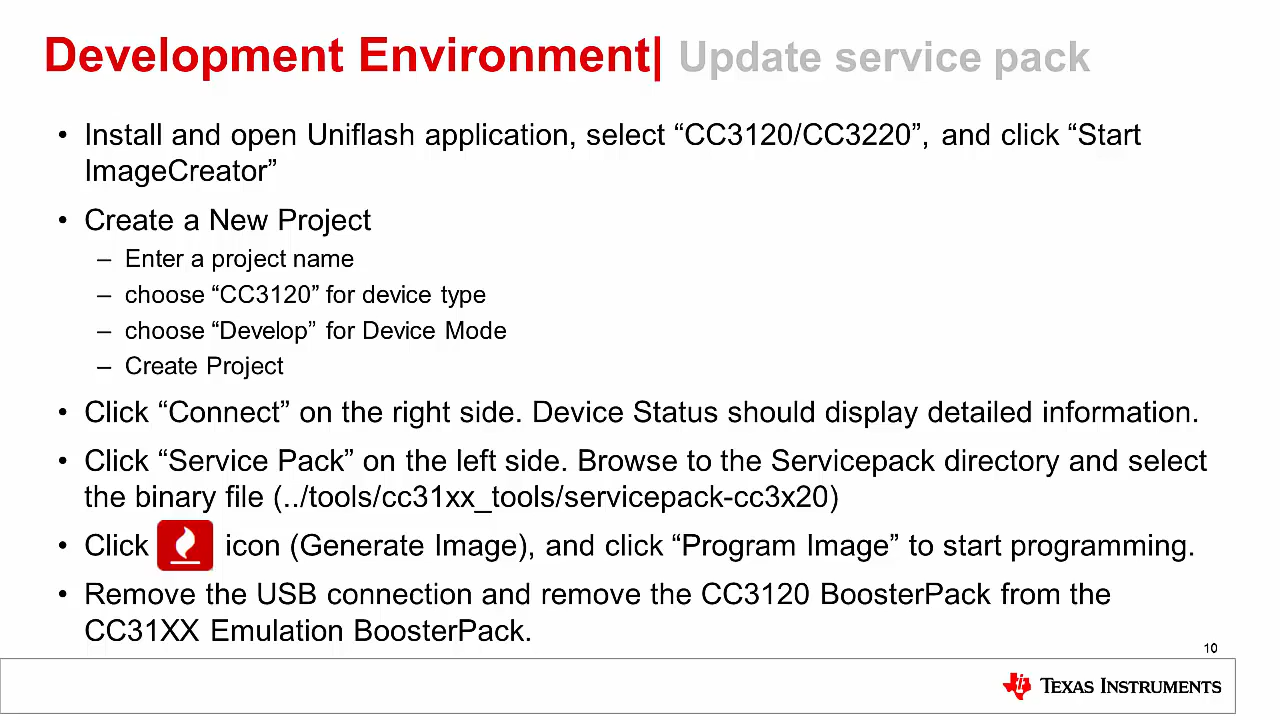 Development Environment| Update service pack
• Install and open Uniflash application, select “CC3120/CC3220”, and click “Start
ImageCreator”
• Create a New Project
– Enter a project name
– choose “CC3120” for device type
– choose “Develop” for Device Mode
– Create Project
• Click “Connect” on the right side. Device Status should display detailed information.
• Click “Service Pack” on the left side. Browse to the Servicepack directory and select
the binary file (../tools/cc31xx_tools/servicepack-cc3x20)
• Click icon (Generate Image), and click “Program Image” to start programming.
• Remove the USB connection and remove the CC3120 BoosterPack from the
CC31XX Emulation BoosterPack.
10
TEXAS INSTRUMENTS